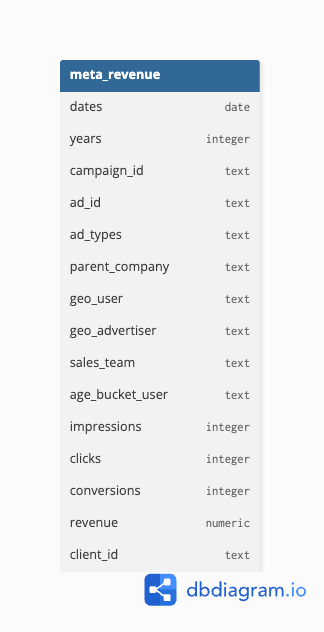 meta_revenue
dates date
years integer
campaign_id text
ad_id text
ad_types text
parent_company text
geo_user text
geo_advertiser text
sales_team text
age_bucket_user text
impressions integer
clicks integer
conversions integer
revenue numeric
client_id text
dbdiagram.io